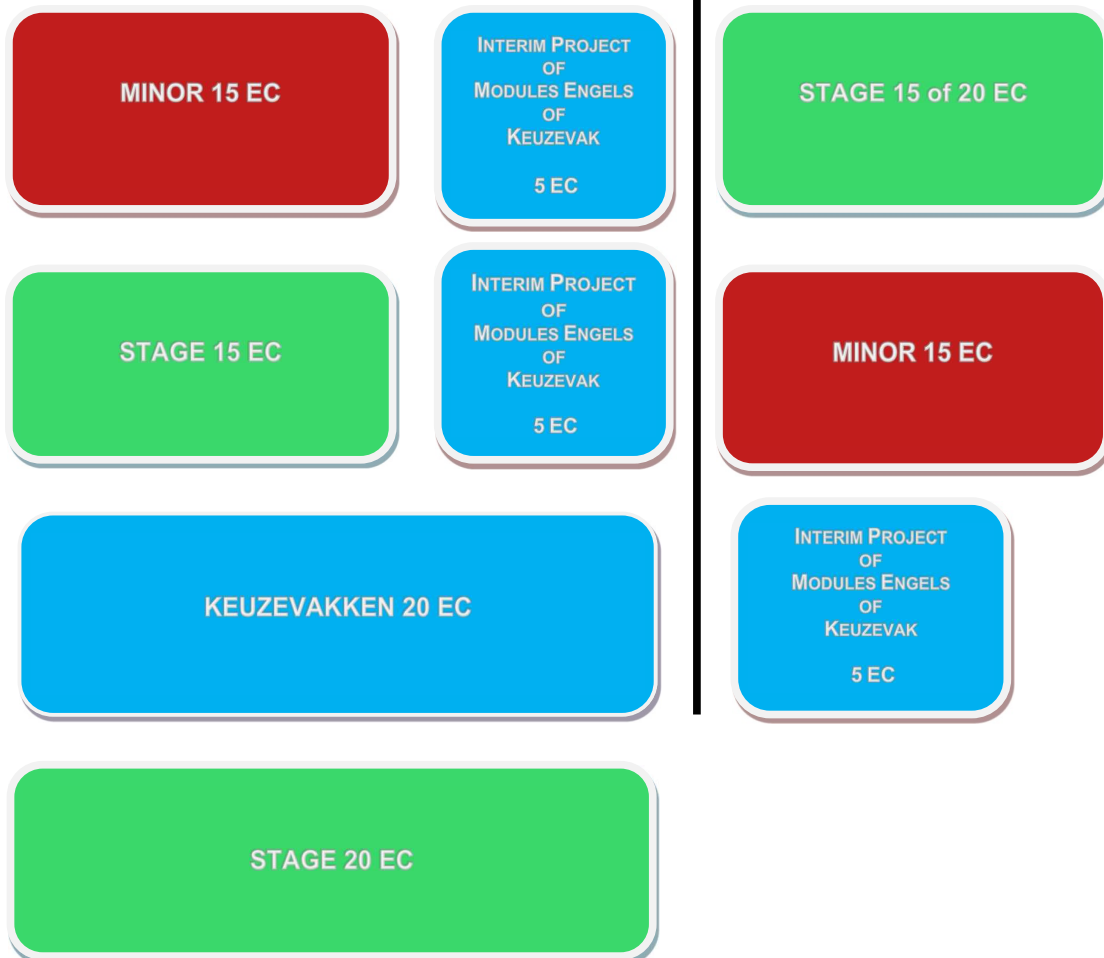 MINOR 15 EC
INTERIM PROJECT
OF
MODULES ENGELS
OF
KEUZEVAK
5 EC
STAGE 15 of 20 EC
STAGE 15 EC
INTERIM PROJECT
OF
MODULES ENGELS
OF
KEUZEVAK
5 EC
MINOR 15 EC
KEUZEVAKKEN 20 EC
INTERIM PROJECT
OF
MODULES ENGELS
OF
KEUZEVAK
5 EC
STAGE 20 EC